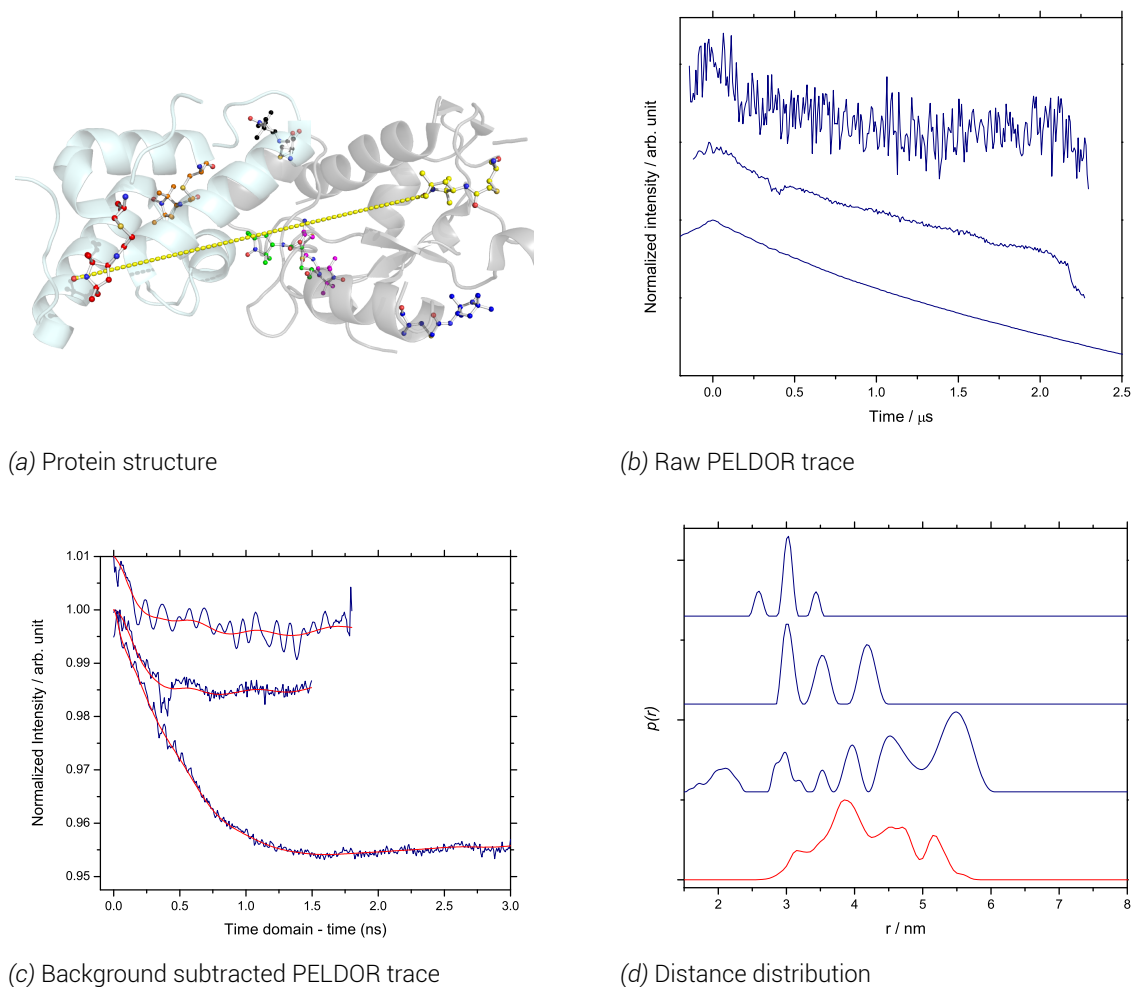 (a) Protein structure
Normalized intensity / arb. unit
0.0 0.5 1.0 1.5 2.0 2.5
Time / μs
(b) Raw PELDOR trace
1.01
1.00
0.99
0.98
0.97
0.96
0.95
Normalized Intensity / arb. unit
0.0 0.5 1.0 1.5 2.0 2.5 3.0
Time domain - time (ns)
(c) Background subtracted PELDOR trace
p(r)
2 3 4 5 6 7 8
r / nm
(d) Distance distribution